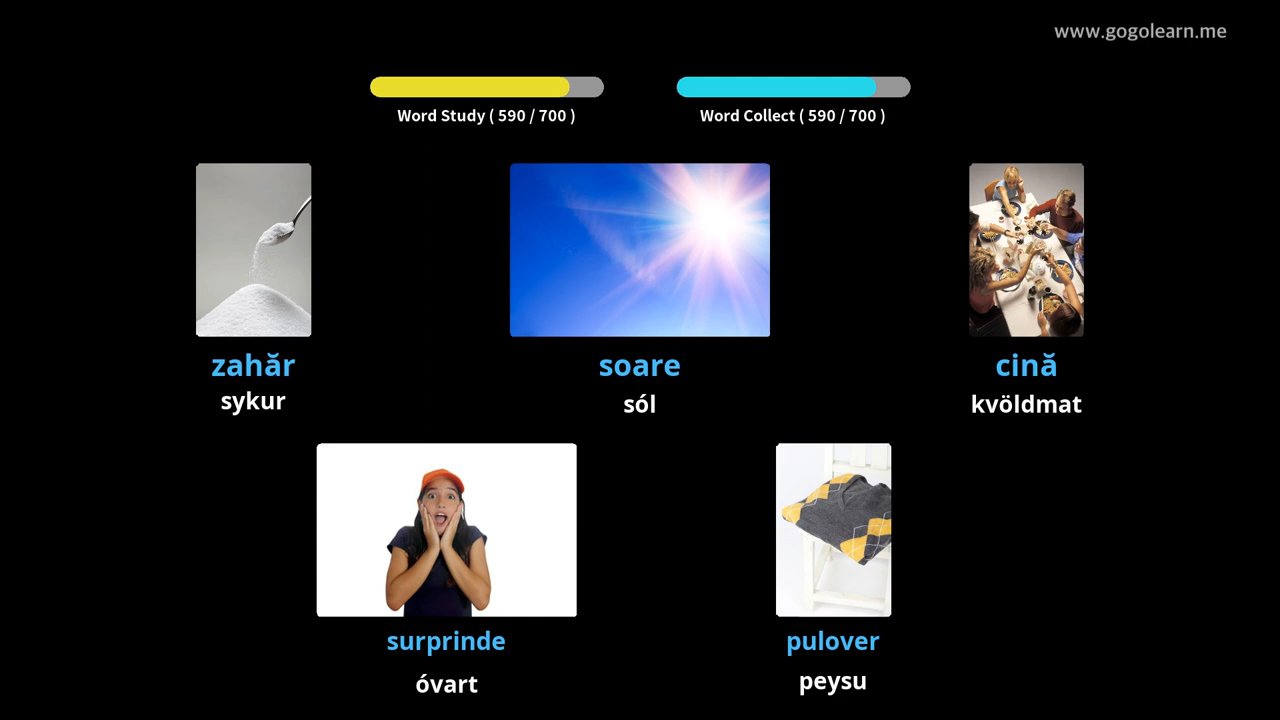 www.gogolearn.me
Word Study ( 590 / 700 )
Word Collect ( 590 / 700 )
zahăr
sykur
soare
sól
cină
kvöldmat
surprinde
óvart
pulover
peysu